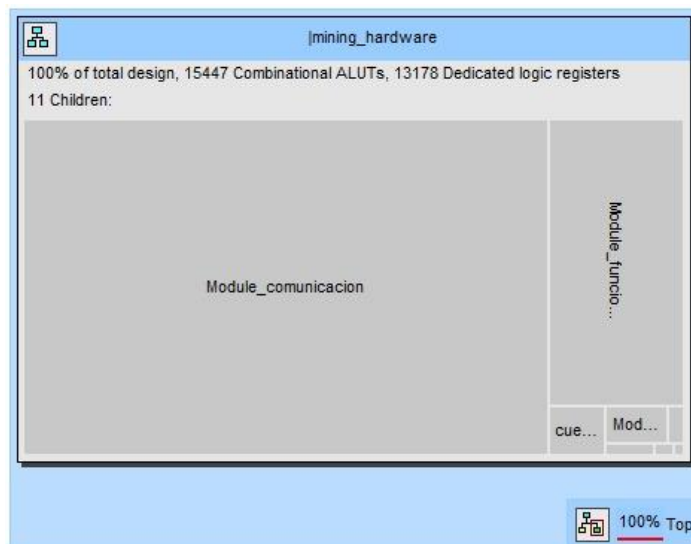 |mining_hardware
100% of total design, 15447 Combinational ALUTs, 13178 Dedicated logic registers
11 Children:
Module_comunicacion
Module_funcio...
cue...
Mod...
100% Top